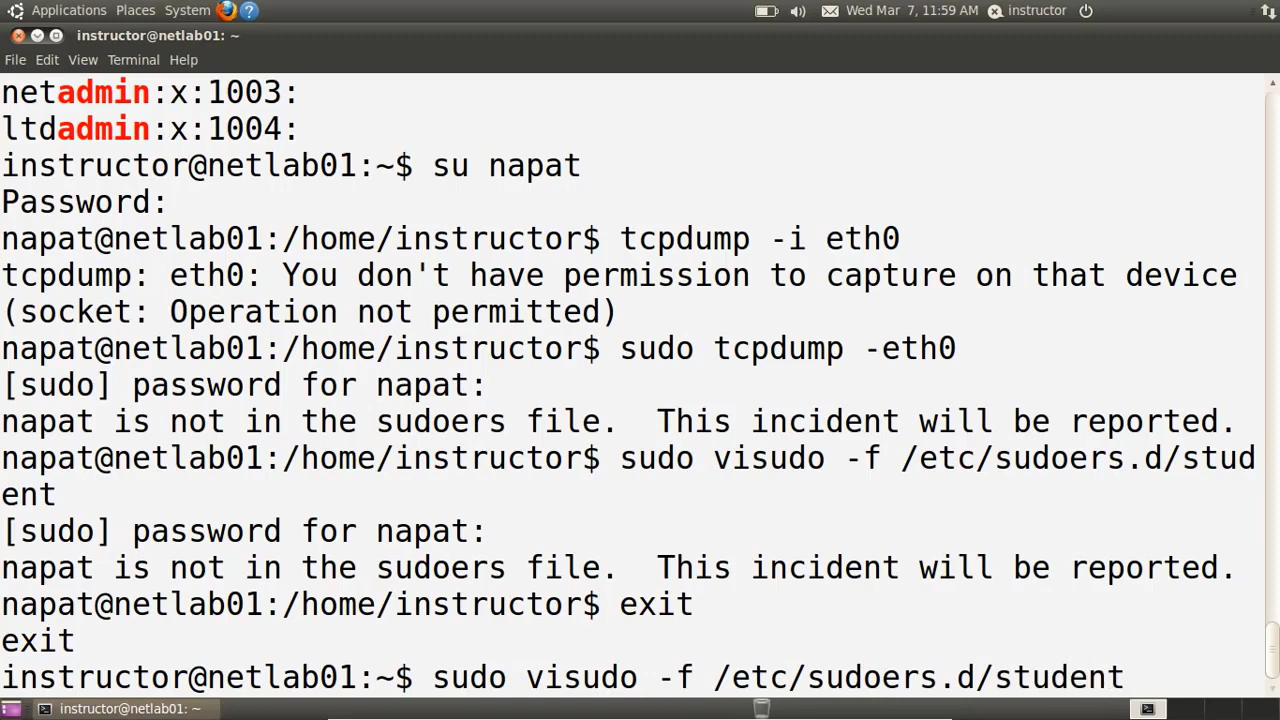 Applications Places System Wed Mar 7, 11:59 AM instructor
instructor@netlab01: ~
File Edit View Terminal Help
netadmin:x:1003:
ltdadmin:x:1004:
instructor@netlab01:~$ su napat
Password:
napat@netlab01:/home/instructor$ tcpdump -i eth0
tcpdump: eth0: You don't have permission to capture on that device
(socket: Operation not permitted)
napat@netlab01:/home/instructor$ sudo tcpdump -eth0
[sudo] password for napat:
napat is not in the sudoers file.  This incident will be reported.
napat@netlab01:/home/instructor$ sudo visudo -f /etc/sudoers.d/stud
ent
[sudo] password for napat:
napat is not in the sudoers file.  This incident will be reported.
napat@netlab01:/home/instructor$ exit
exit
instructor@netlab01:~$ sudo visudo -f /etc/sudoers.d/student
instructor@netlab01: ~